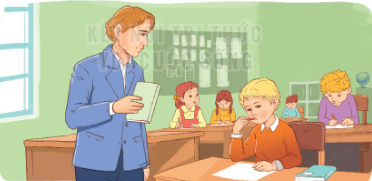 KẾT NỐI TRI THỨC
VỚI CUỘC SỐNG